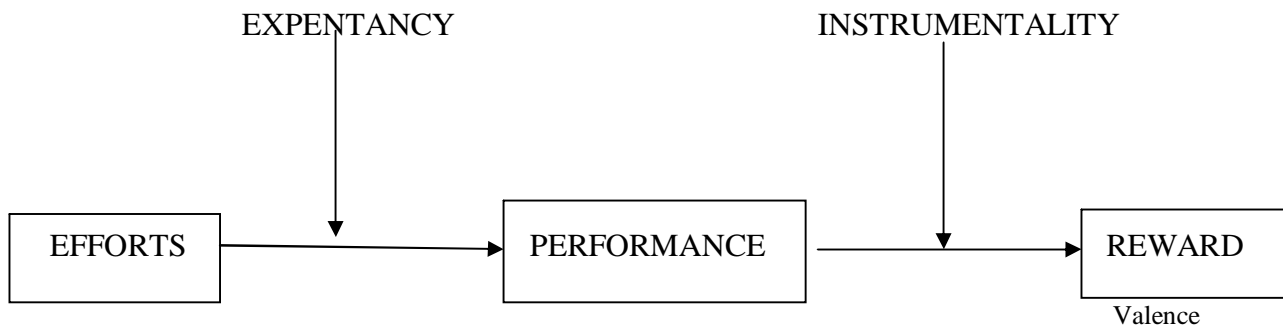 EXPENTANCY INSTRUMENTALITY
EFFORTS PERFORMANCE REWARD
Valence